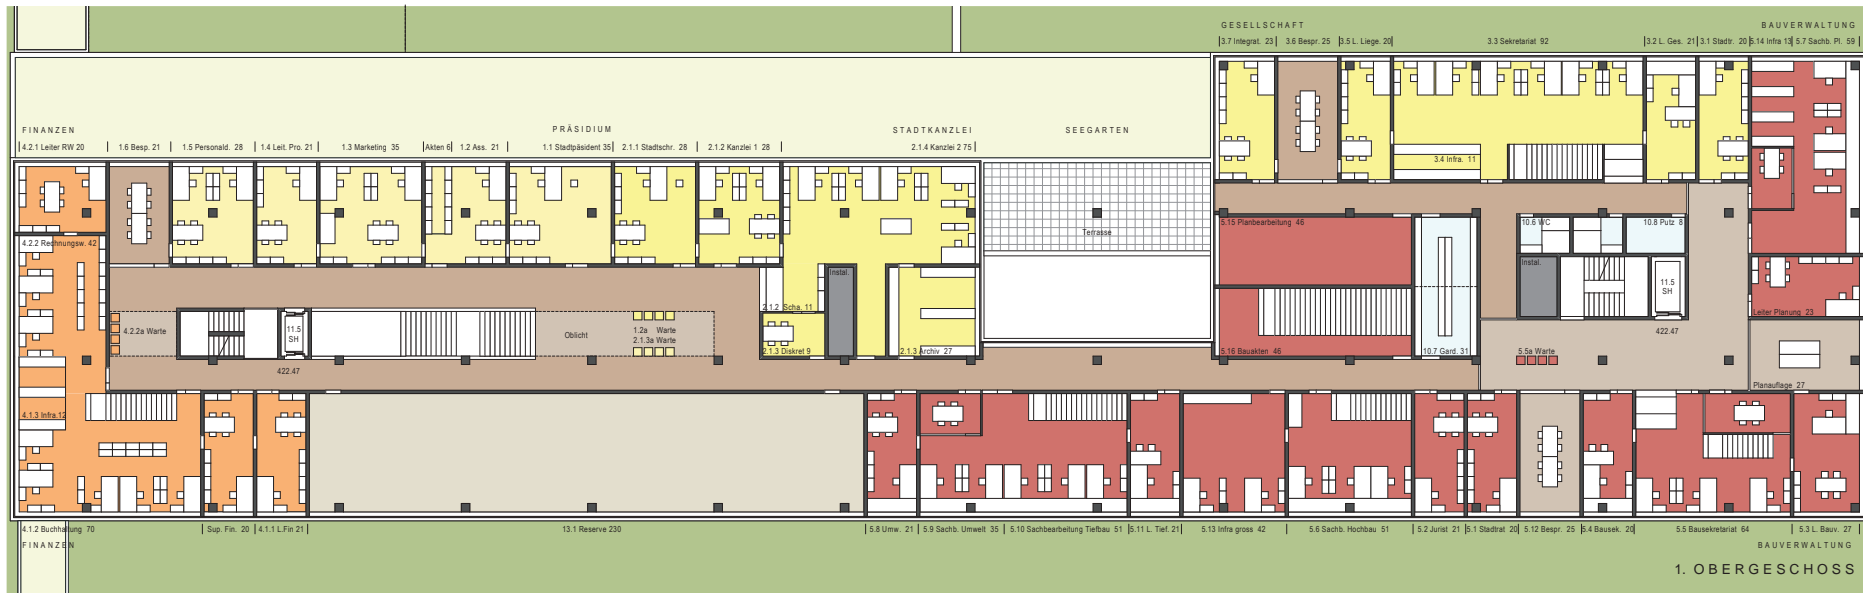 GESELLSCHAFT BAUVERWALTUNG
3.7 Integrat. 23 3.6 Bespr. 25 3.5 L. Liege. 20 3.3 Sekretariat 92 3.2 L. Ges. 21 3.1 Stadtr. 20 5.14 Infra 13 5.7 Sachb. Pl. 59
FINANZEN PRÄSIDIUM STADTKANZLEI SEEGARTEN
4.2.1 Leiter RW 20 1.6 Besp. 21 1.5 Personald. 28 1.4 Leit. Pro. 21 1.3 Marketing 35 Akten 6 1.2 Ass. 21 1.1 Stadtpäsident 35 2.1.1 Stadtschr. 28 2.1.2 Kanzlei 1 28 2.1.4 Kanzlei 2 75
3.4 Infra. 11
5.15 Planbearbeitung 46 10.6 WC 10.8 Putz 8
Terrasse
4.2.2 Rechnungsw. 42
Instal. Instal.
11.5
SH
2.1.2 Scha. 11
Leiter Planung 23
4.2.2a Warte
11.5
SH
Oblicht
1.2a Warte
2.1.3a Warte
422.47
2.1.3 Diskret 9 2.1.3 Archiv 27 5.16 Bauakten 46 10.7 Gard. 31 5.5a Warte
422.47
Planauflage 27
4.1.3 Infra.12
4.1.2 Buchhaltung 70 Sup. Fin. 20 4.1.1 L.Fin 21 13.1 Reserve 230 5.8 Umw. 21 5.9 Sachb. Umwelt 35 5.10 Sachbearbeitung Tiefbau 51 5.11 L. Tief. 21 5.13 Infra gross 42 5.6 Sachb. Hochbau 51 5.2 Jurist 21 5.1 Stadtrat 20 5.12 Bespr. 25 5.4 Bausek. 20 5.5 Bausekretariat 64 5.3 L. Bauv. 27
FINANZEN BAUVERWALTUNG
1. OBERGESCHOSS